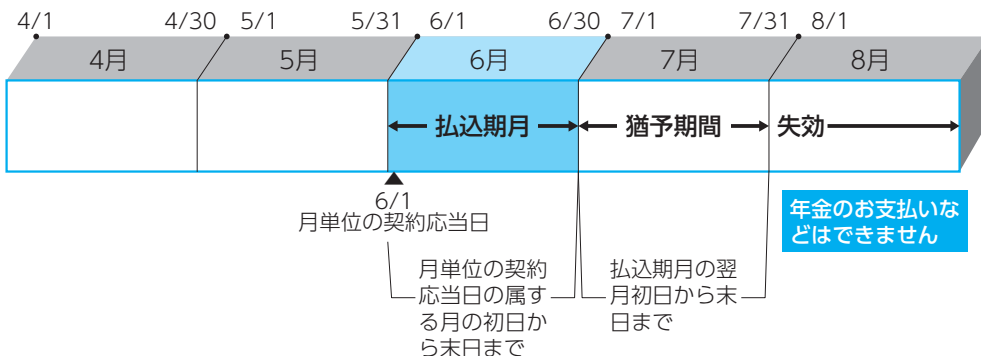 4/1 4/30 5/1 5/31 6/1 6/30 7/1 7/31 8/1
4月 5月 6月 7月 8月
払込期月 猶予期間 失効
6/1
月単位の契約応当日
年金のお支払いな
どはできません
月単位の契約
応当日の属す
る月の初日か
ら末日まで
払込期月の翌
月初日から末
日まで